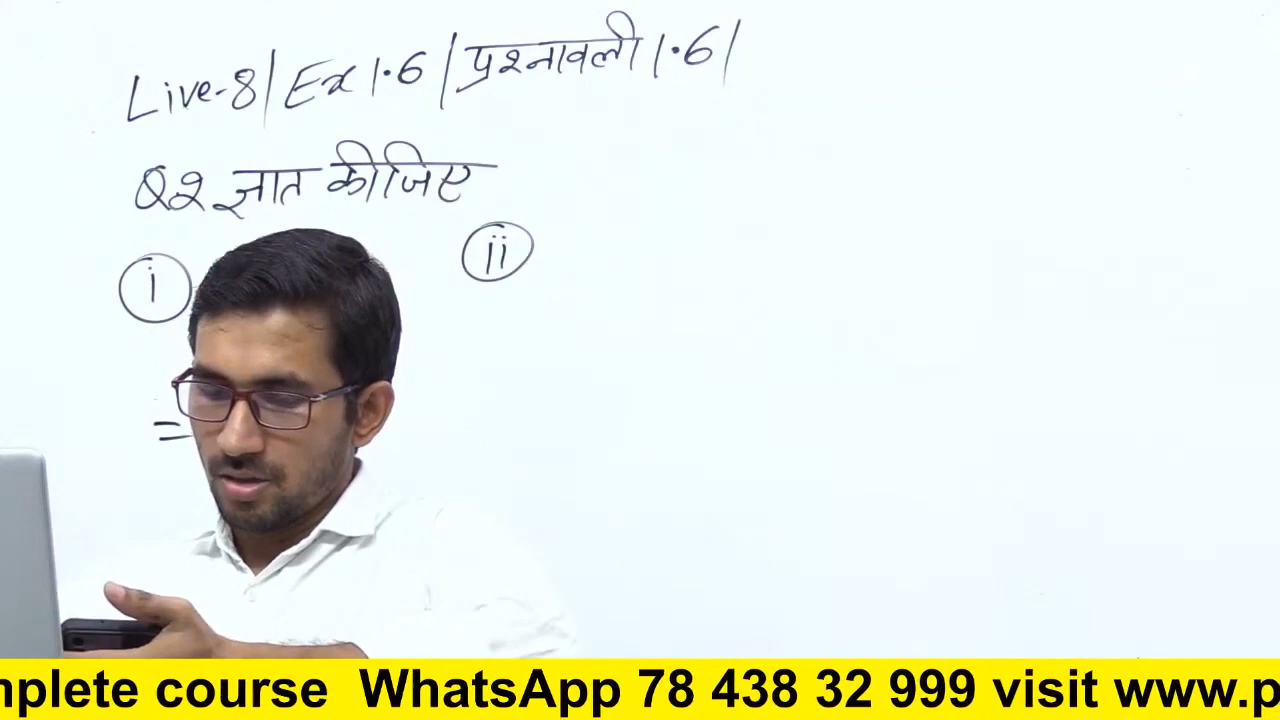 Live-8| Ex 1.6 | प्रश्नावली 1.6|
Q2 ज्ञात कीजिए
i ii
=
mplete course WhatsApp 78 438 32 999 visit www.p